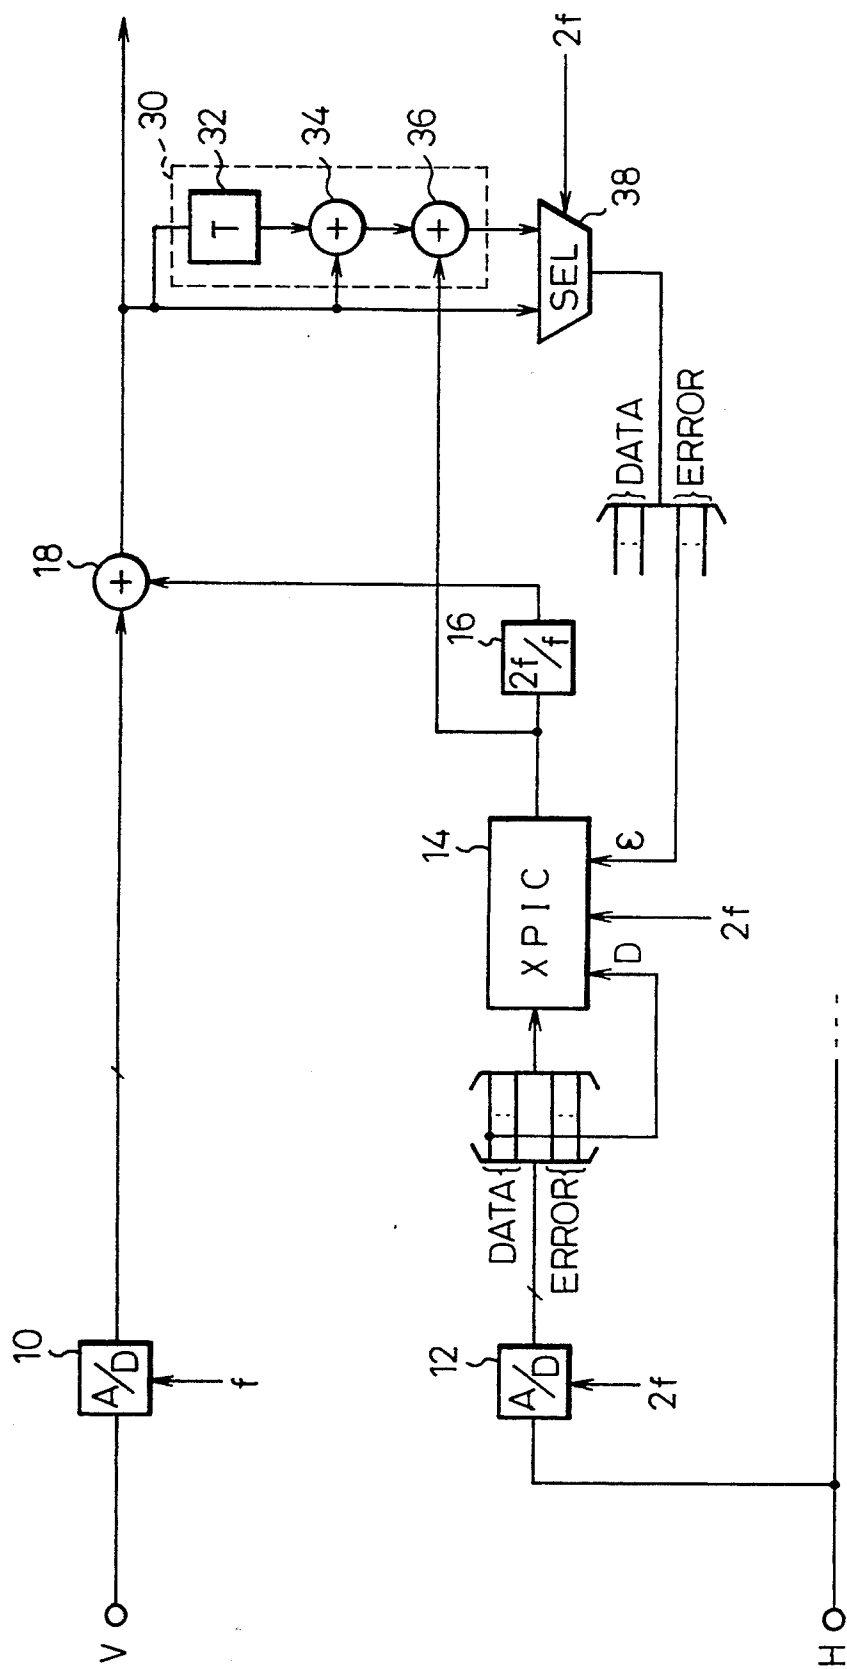 V
10
A/D
f
18
30
32
T
34
+
36
+
+
2f
SEL
38
16
2f/f
14
XPIC
D
2f
ε
DATA
ERROR
DATA
ERROR
12
A/D
2f
H